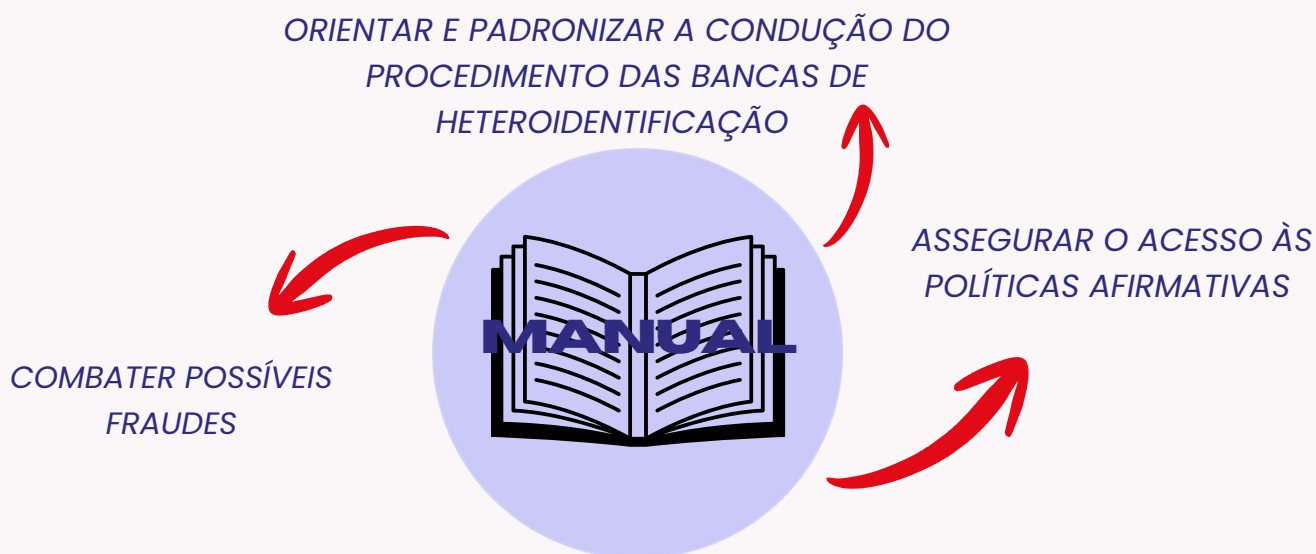 ORIENTAR E PADRONIZAR A CONDUÇÃO DO
PROCEDIMENTO DAS BANCAS DE
HETEROIDENTIFICAÇÃO
ASSEGURAR O ACESSO ÀS
POLÍTICAS AFIRMATIVAS
MANUAL
COMBATER POSSÍVEIS
FRAUDES